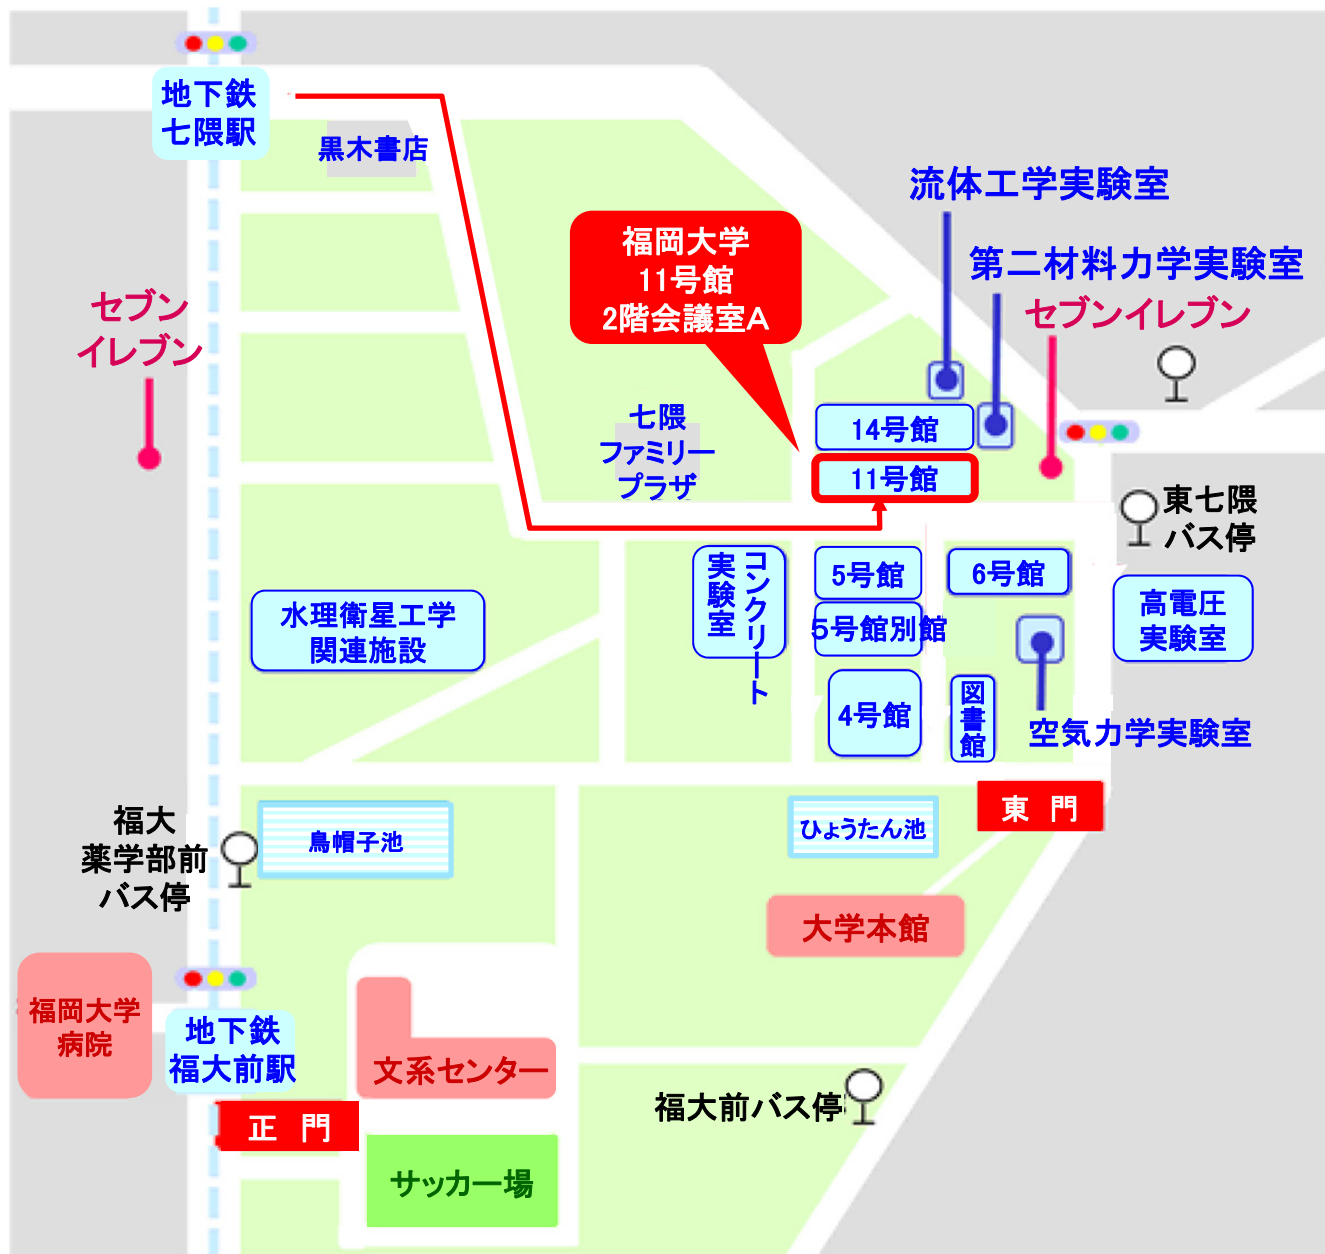 地下鉄
七隈駅
黒木書店
流体工学実験室
福岡大学
11号館
2階会議室A
第二材料力学実験室
セブンイレブン
セブン
イレブン
七隈
ファミリー
プラザ
14号館
11号館
東七隈
バス停
コンクリート
実験室
5号館
6号館
5号館別館
高電圧
実験室
水理衛星工学
関連施設
4号館
図書館
空気力学実験室
東 門
福大
薬学部前
バス停
鳥帽子池
ひょうたん池
大学本館
福岡大学
病院
地下鉄
福大前駅
文系センター
福大前バス停
正 門
サッカー場